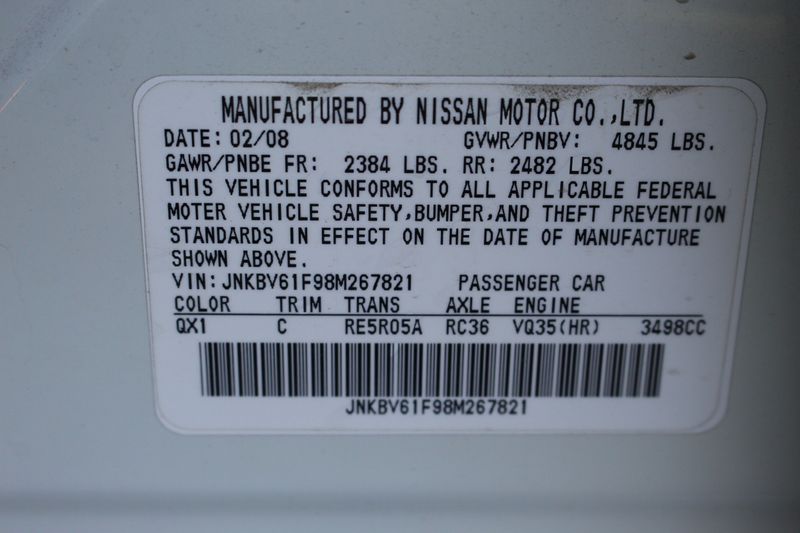 MANUFACTURED BY NISSAN MOTOR CO.,LTD.
DATE: 02/08 GVWR/PNBV: 4845 LBS.
GAWR/PNBE FR: 2384 LBS. RR: 2482 LBS.
THIS VEHICLE CONFORMS TO ALL APPLICABLE FEDERAL
MOTER VEHICLE SAFETY,BUMPER,AND THEFT PREVENTION
STANDARDS IN EFFECT ON THE DATE OF MANUFACTURE
SHOWN ABOVE.
VIN:JNKBV61F98M267821 PASSENGER CAR
COLOR TRIM TRANS AXLE ENGINE
QX1 C RE5R05A RC36 VQ35(HR) 3498CC
JNKBV61F98M267821